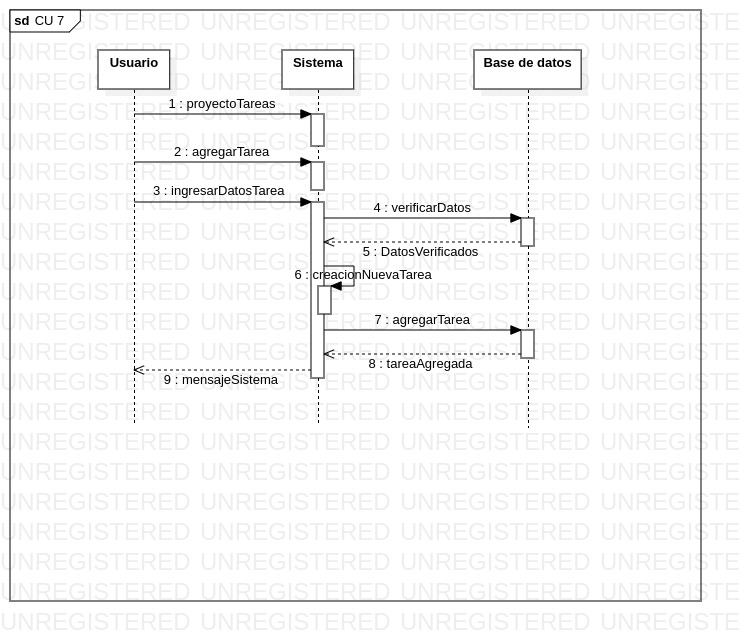 sd CU 7
Usuario
Sistema
Base de datos
1 : proyectoTareas
2 : agregarTarea
3 : ingresarDatosTarea
4 : verificarDatos
5 : DatosVerificados
6 : creacionNuevaTarea
7 : agregarTarea
8 : tareaAgregada
9 : mensajeSistema
UNREGISTERED UNREGISTERED UNREGISTERED UNREGISTERED